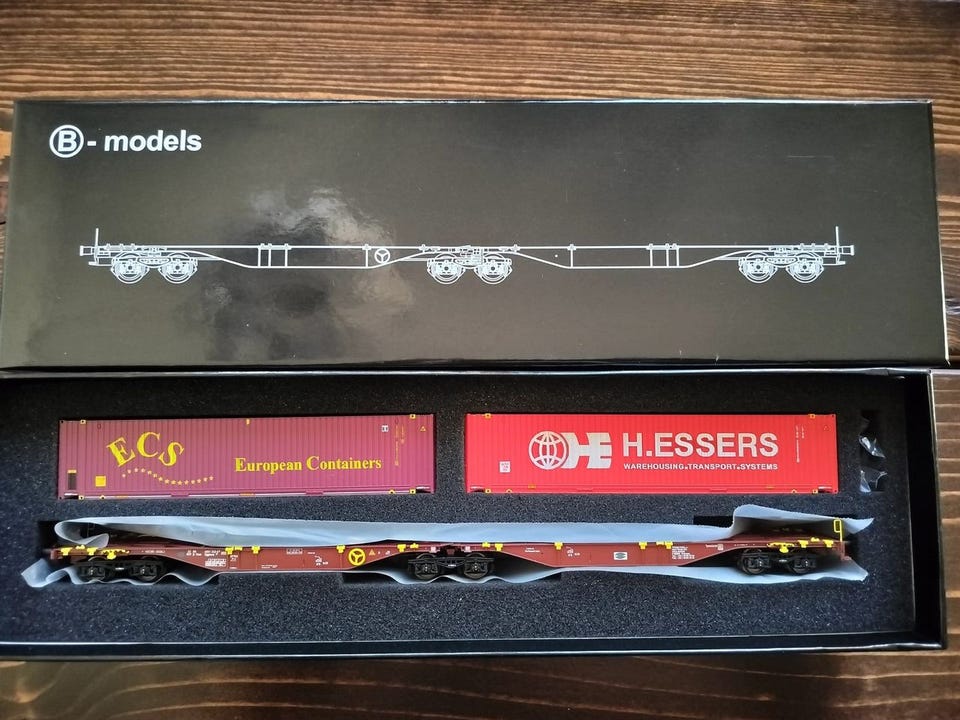 B - models
ECS
European Containers
H.ESSERS
WAREHOUSING•TRANSPORT•SYSTEMS